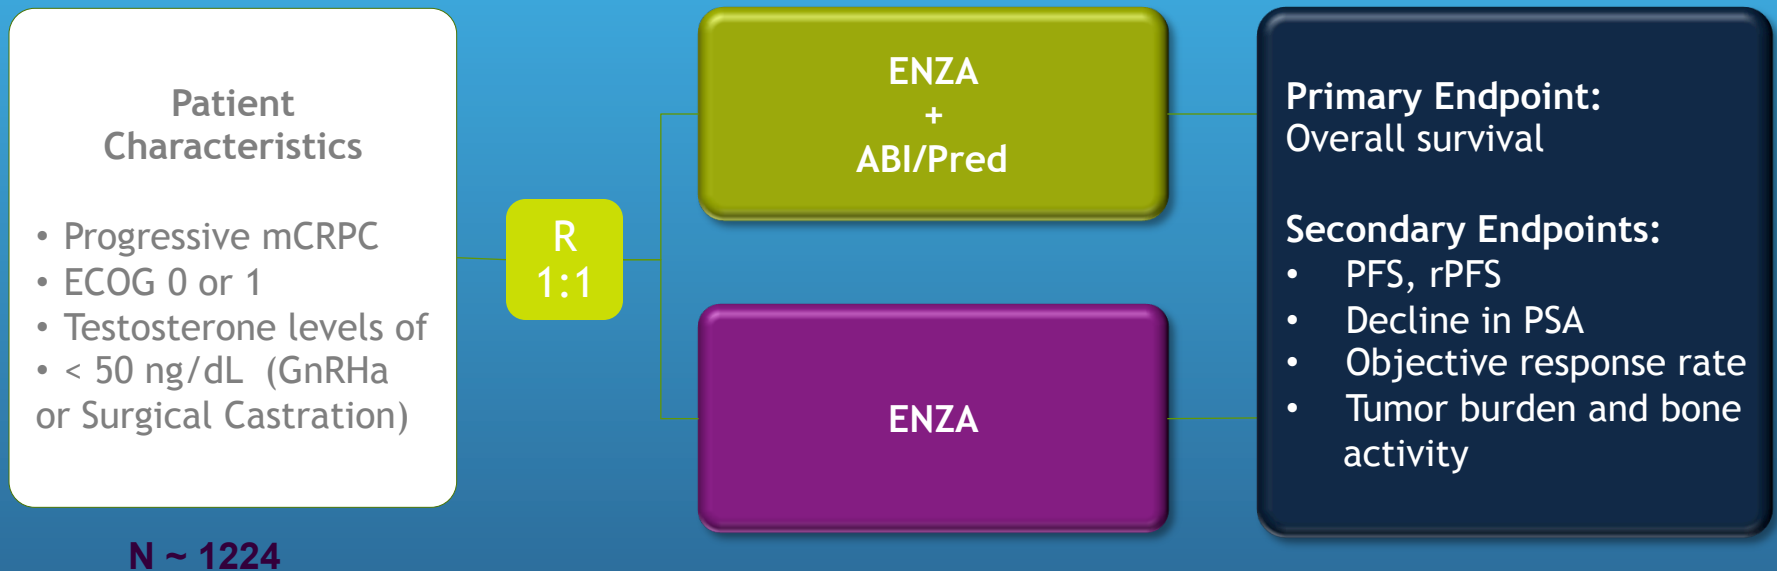 Patient
Characteristics
• Progressive mCRPC
• ECOG 0 or 1
• Testosterone levels of
• < 50 ng/dL (GnRHa
or Surgical Castration)
N ~ 1224
R
1:1
ENZA
+
ABI/Pred
ENZA
Primary Endpoint:
Overall survival
Secondary Endpoints:
• PFS, rPFS
• Decline in PSA
• Objective response rate
• Tumor burden and bone
activity